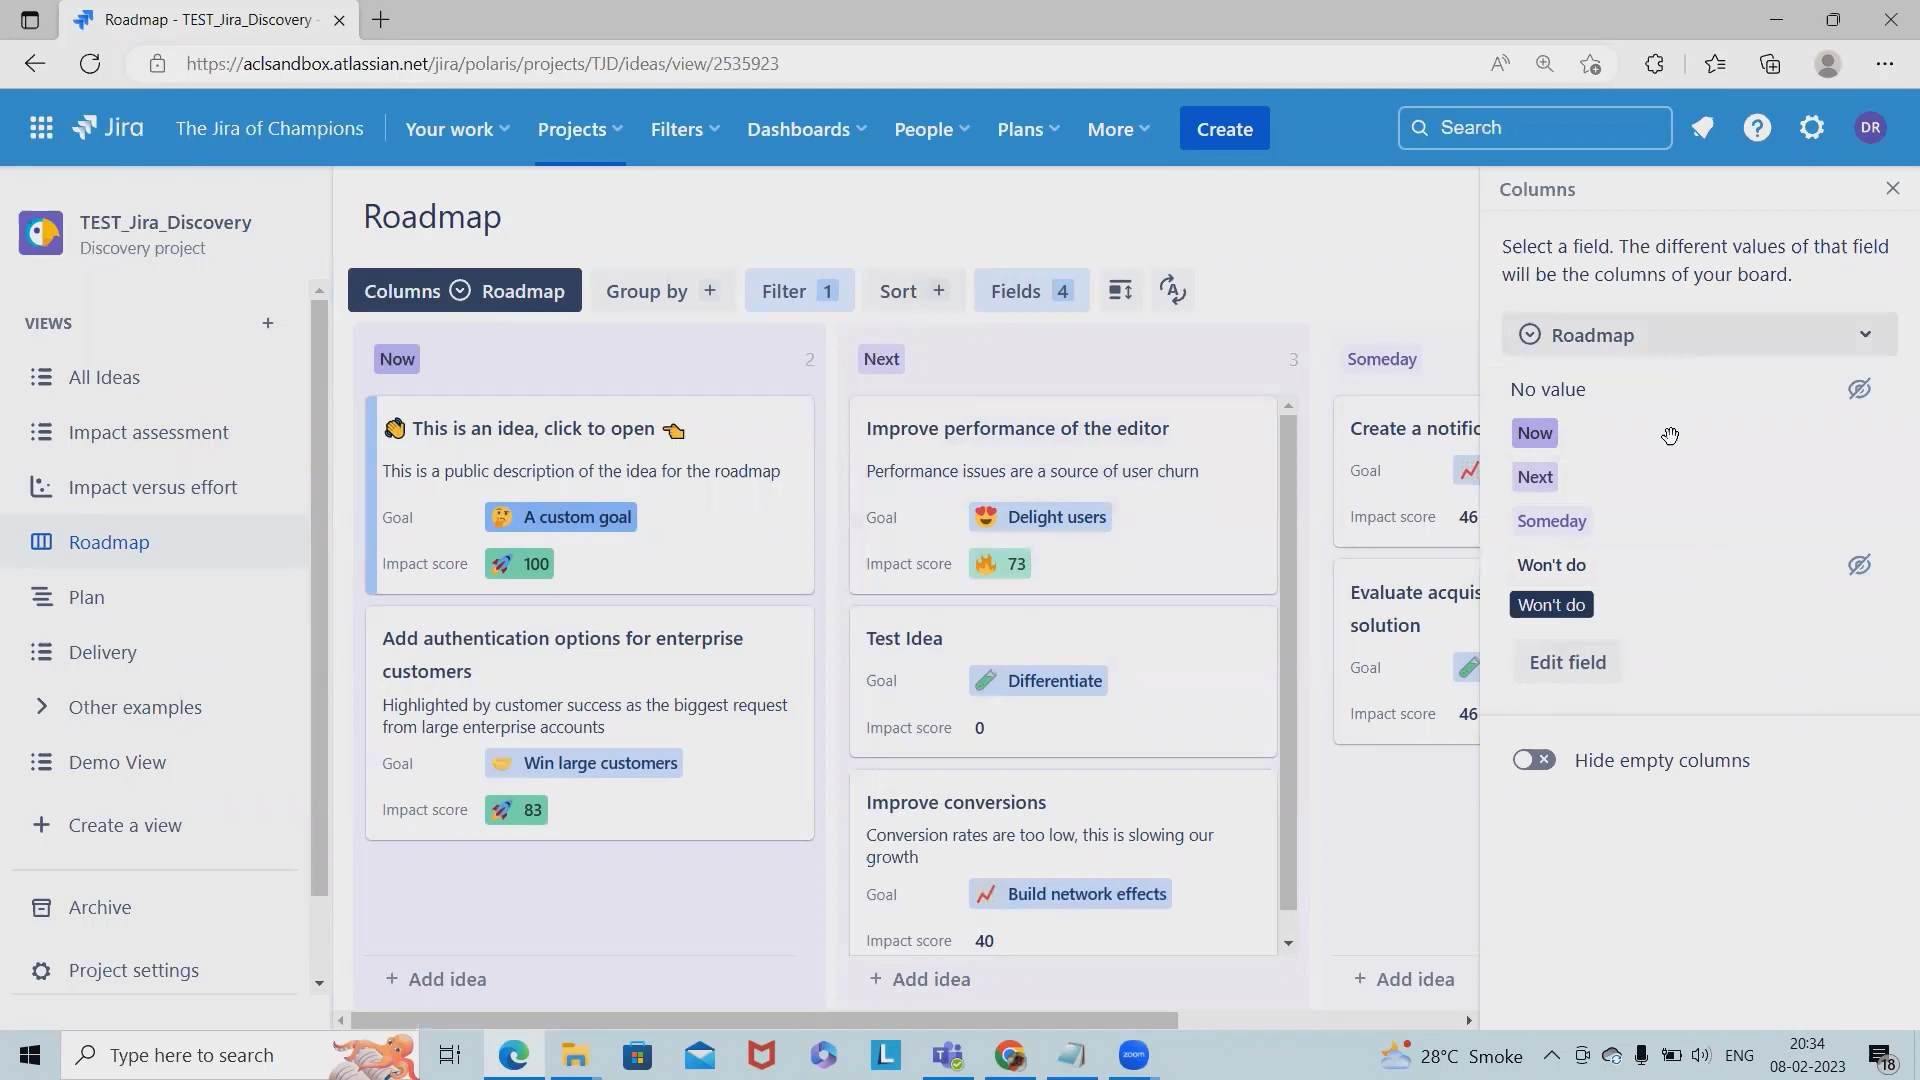 Roadmap - TEST_Jira_Discovery
https://aclsandbox.atlassian.net/jira/polaris/projects/TJD/ideas/view/2535923
Jira
The Jira of Champions
Your work
Projects
Filters
Dashboards
People
Plans
More
Create
Search
DR
TEST_Jira_Discovery
Discovery project
VIEWS
All Ideas
Impact assessment
Impact versus effort
Roadmap
Plan
Delivery
Other examples
Demo View
Create a view
Archive
Project settings
Roadmap
Columns Roadmap
Group by
Filter 1
Sort
Fields 4
Now 2
This is an idea, click to open
This is a public description of the idea for the roadmap
Goal A custom goal
Impact score 100
Add authentication options for enterprise
customers
Highlighted by customer success as the biggest request
from large enterprise accounts
Goal Win large customers
Impact score 83
+ Add idea
Next 3
Improve performance of the editor
Performance issues are a source of user churn
Goal Delight users
Impact score 73
Test Idea
Goal Differentiate
Impact score 0
Improve conversions
Conversion rates are too low, this is slowing our
growth
Goal Build network effects
Impact score 40
+ Add idea
Someday
Create a notific
Goal
Impact score 46
Evaluate acquis
solution
Goal
Impact score 46
+ Add idea
Columns
Select a field. The different values of that field
will be the columns of your board.
Roadmap
No value
Now
Next
Someday
Won't do
Won't do
Edit field
Hide empty columns
Type here to search
zoom
28°C Smoke
ENG
20:34
08-02-2023
18